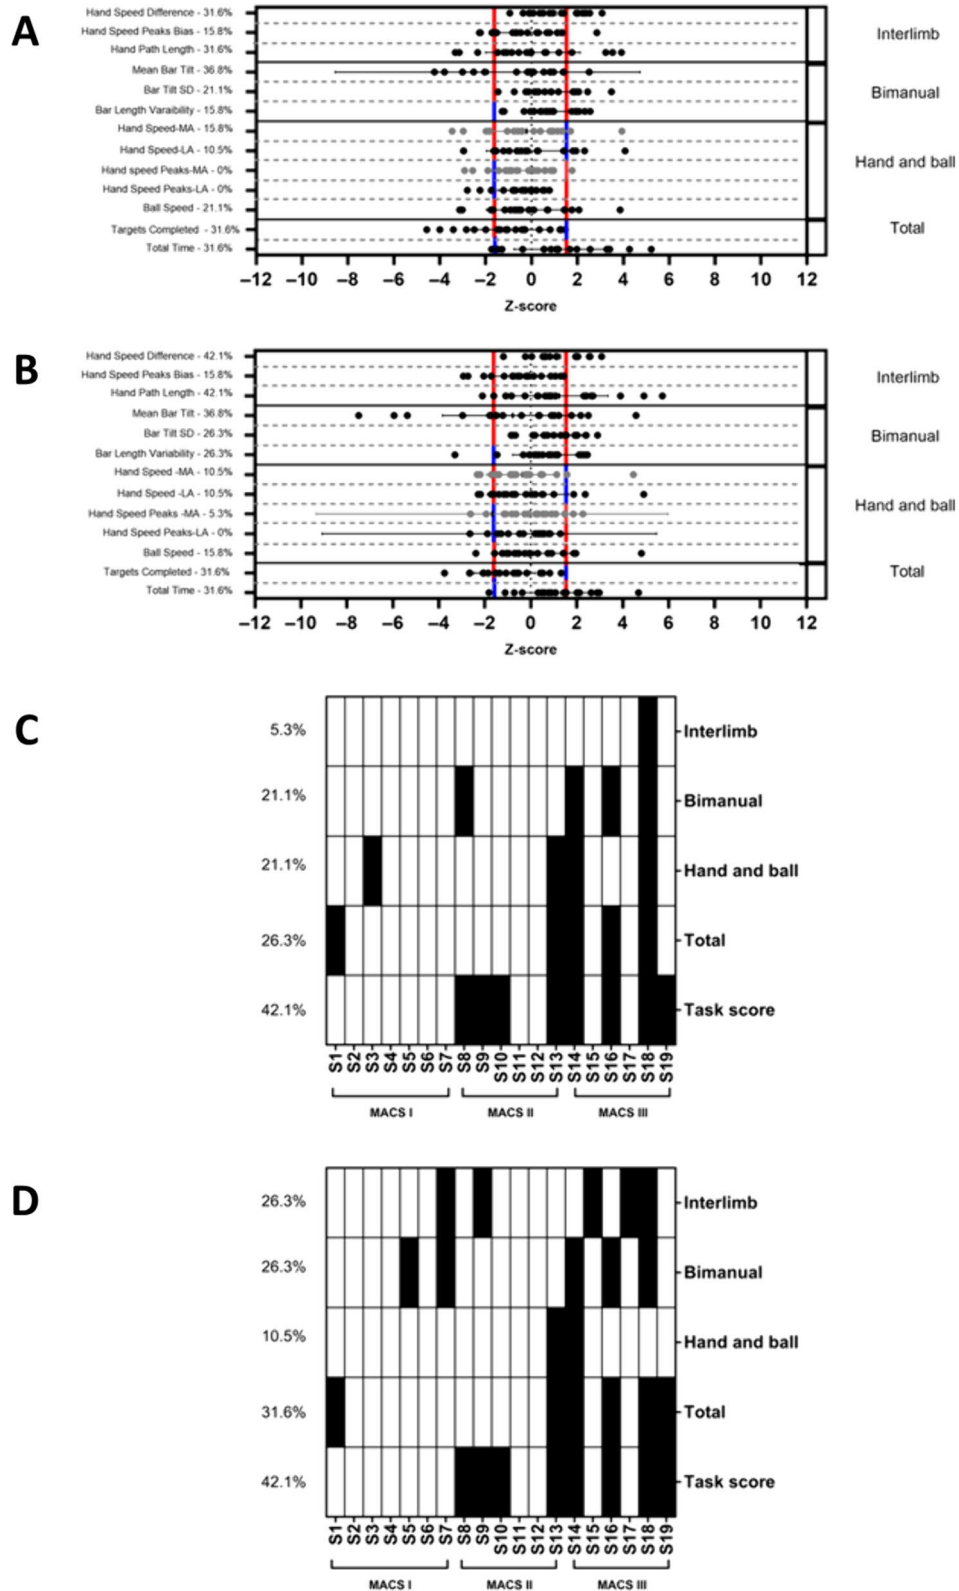 A
Hand Speed Difference - 31.6%
Hand Speed Peaks Bias - 15.8%
Hand Path Length - 31.6%
Interlimb
Mean Bar Tilt - 36.8%
Bar Tilt SD - 21.1%
Bar Length Varaibility - 15.8%
Bimanual
Hand Speed-MA - 15.8%
Hand Speed-LA - 10.5%
Hand speed Peaks-MA - 0%
Hand Speed Peaks-LA - 0%
Ball Speed - 21.1%
Hand and ball
Targets Completed - 31.6%
Total Time - 31.6%
Total
−12 −10 −8 −6 −4 −2 0 2 4 6 8 10 12
Z-score
B
Hand Speed Difference - 42.1%
Hand Speed Peaks Bias - 15.8%
Hand Path Length - 42.1%
Interlimb
Mean Bar Tilt - 36.8%
Bar Tilt SD - 26.3%
Bar Length Variability - 26.3%
Bimanual
Hand Speed -MA - 10.5%
Hand Speed -LA - 10.5%
Hand Speed Peaks -MA - 5.3%
Hand Speed Peaks-LA - 0%
Ball Speed - 15.8%
Hand and ball
Targets Completed - 31.6%
Total Time - 31.6%
Total
−12 −10 −8 −6 −4 −2 0 2 4 6 8 10 12
Z-score
C
5.3% Interlimb
21.1% Bimanual
21.1% Hand and ball
26.3% Total
42.1% Task score
S1 S2 S3 S4 S5 S6 S7 S8 S9 S10 S11 S12 S13 S14 S15 S16 S17 S18 S19
MACS I MACS II MACS III
D
26.3% Interlimb
26.3% Bimanual
10.5% Hand and ball
31.6% Total
42.1% Task score
S1 S2 S3 S4 S5 S6 S7 S8 S9 S10 S11 S12 S13 S14 S15 S16 S17 S18 S19
MACS I MACS II MACS III